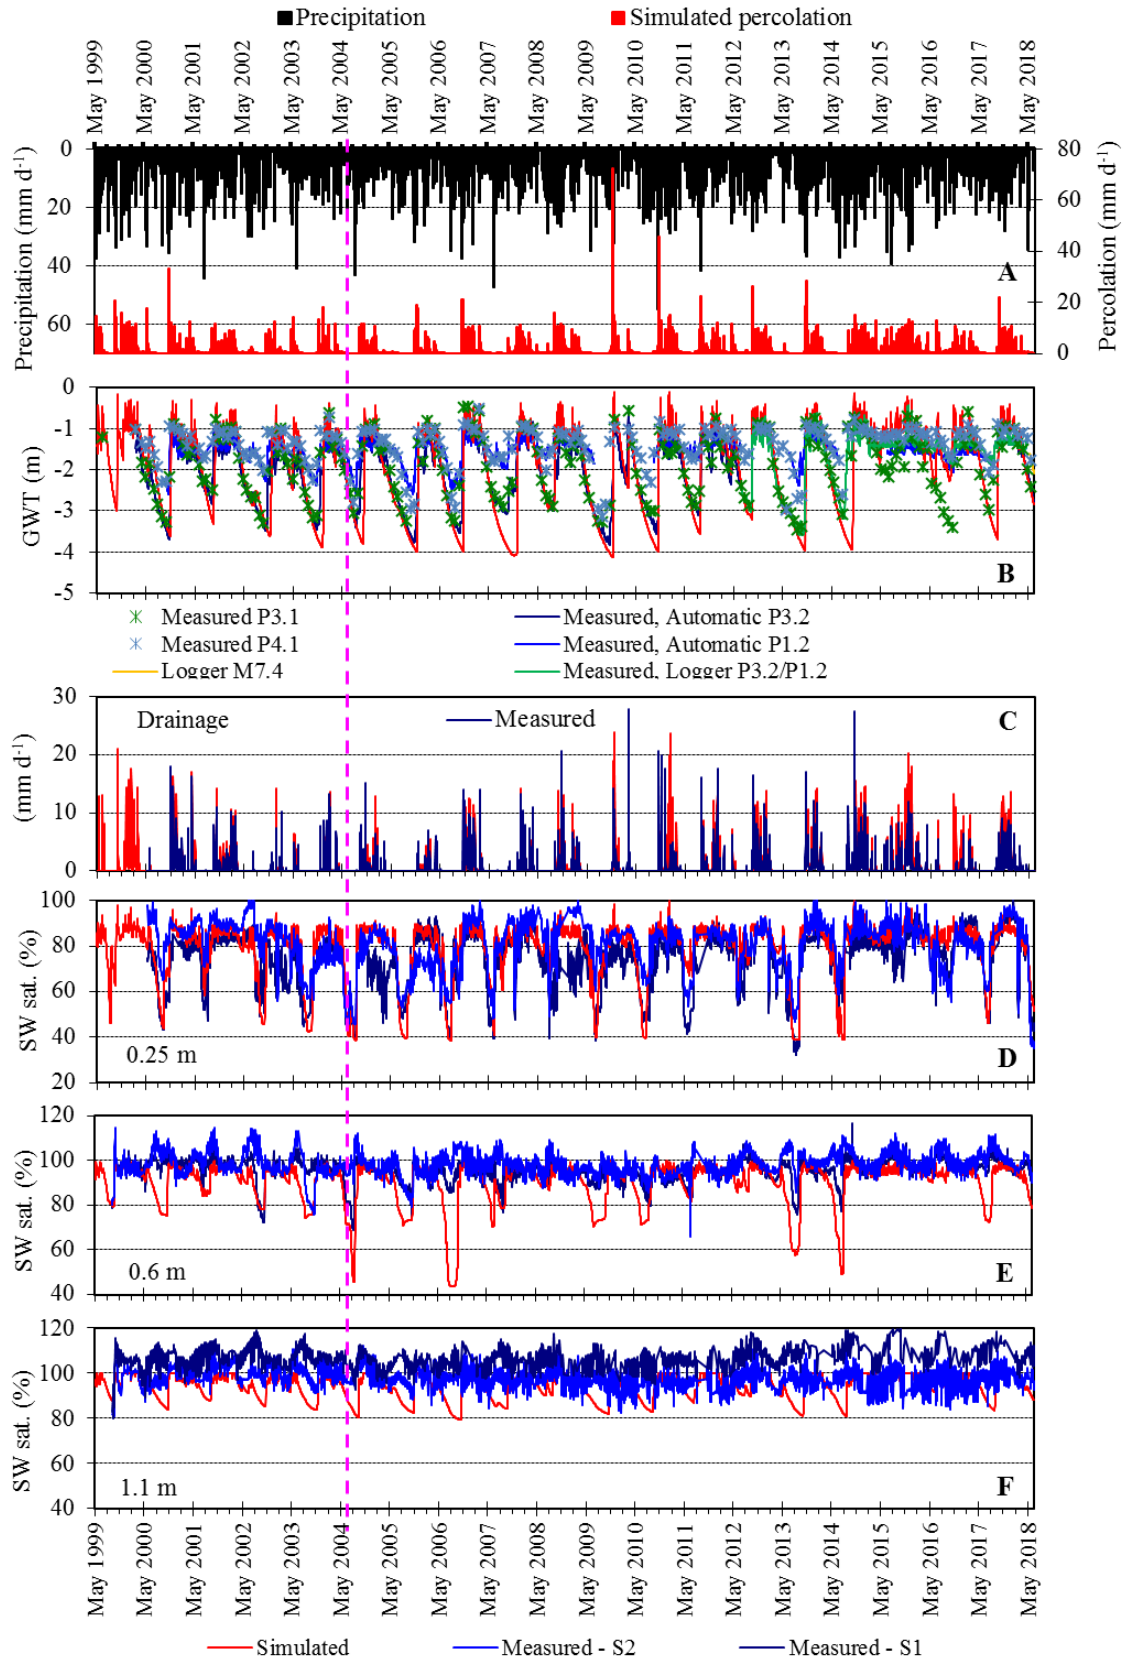 Precipitation
Simulated percolation
May 1999
May 2000
May 2001
May 2002
May 2003
May 2004
May 2005
May 2006
May 2007
May 2008
May 2009
May 2010
May 2011
May 2012
May 2013
May 2014
May 2015
May 2016
May 2017
May 2018
Precipitation (mm d⁻¹)
0
20
40
60
A
80
60
40
20
0
Percolation (mm d⁻¹)
GWT (m)
0
-1
-2
-3
-4
-5
B
Measured P3.1
Measured, Automatic P3.2
Measured P4.1
Measured, Automatic P1.2
Logger M7.4
Measured, Logger P3.2/P1.2
(mm d⁻¹)
30
20
10
0
Drainage
Measured
C
SW sat. (%)
100
80
60
40
20
0.25 m
D
SW sat. (%)
120
100
80
60
40
0.6 m
E
SW sat. (%)
120
100
80
60
40
1.1 m
F
May 1999
May 2000
May 2001
May 2002
May 2003
May 2004
May 2005
May 2006
May 2007
May 2008
May 2009
May 2010
May 2011
May 2012
May 2013
May 2014
May 2015
May 2016
May 2017
May 2018
Simulated
Measured - S2
Measured - S1